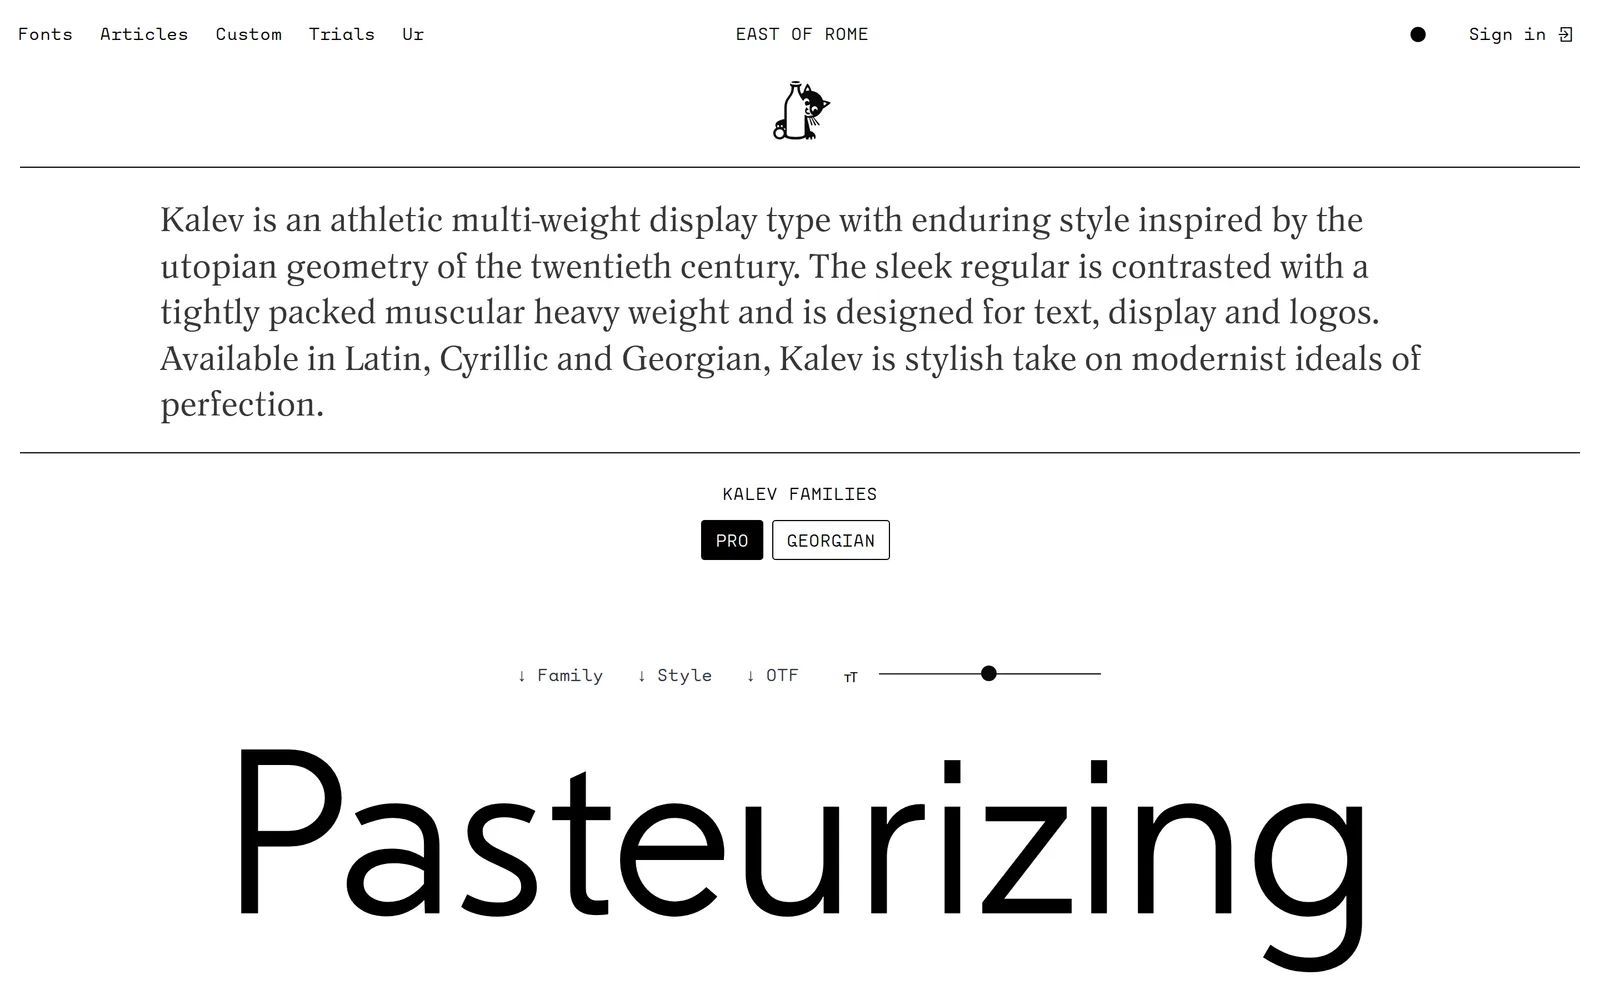 Fonts Articles Custom Trials Ur EAST OF ROME Sign in
Kalev is an athletic multi-weight display type with enduring style inspired by the
utopian geometry of the twentieth century. The sleek regular is contrasted with a
tightly packed muscular heavy weight and is designed for text, display and logos.
Available in Latin, Cyrillic and Georgian, Kalev is stylish take on modernist ideals of
perfection.
KALEV FAMILIES
PRO GEORGIAN
↓ Family ↓ Style ↓ OTF TT
Pasteurizing